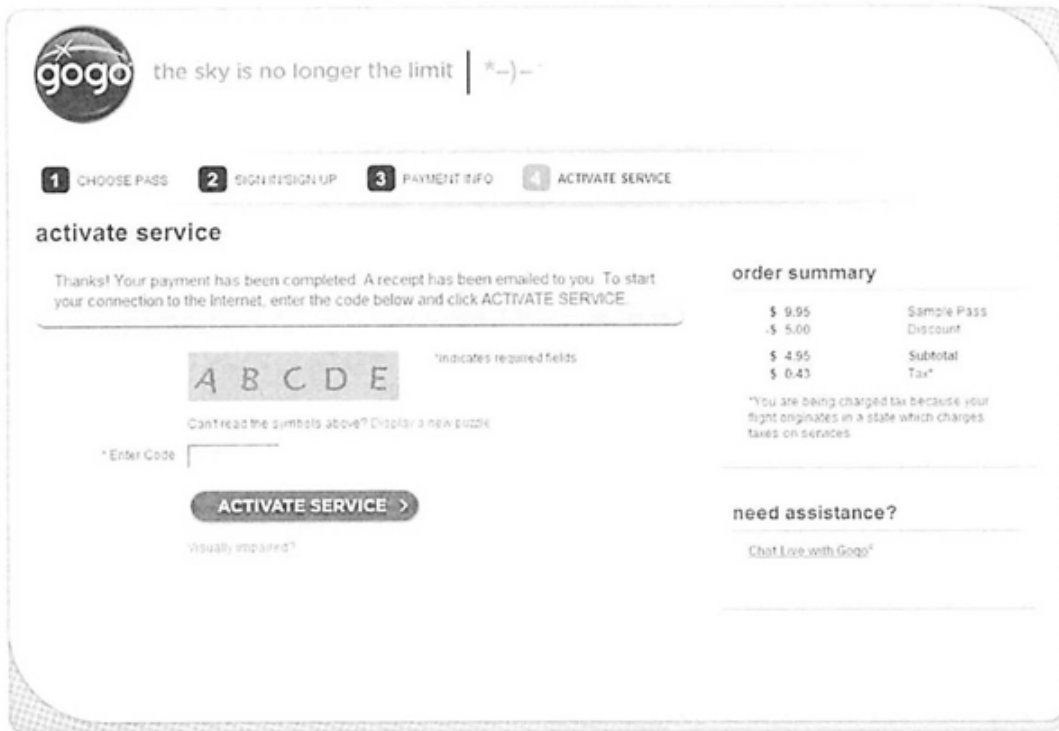 gogo the sky is no longer the limit | *-)-
1 CHOOSE PASS 2 SIGN IN/SIGN UP 3 PAYMENT INFO 4 ACTIVATE SERVICE
activate service
Thanks! Your payment has been completed. A receipt has been emailed to you. To start
your connection to the Internet, enter the code below and click ACTIVATE SERVICE.
*indicates required fields
A B C D E
Can't read the symbols above? Display a new puzzle
* Enter Code
ACTIVATE SERVICE >
Visually impaired?
order summary
$ 9.95 Sample Pass
-$ 5.00 Discount
$ 4.95 Subtotal
$ 0.43 Tax*
*You are being charged tax because your
flight originates in a state which charges
taxes on services
need assistance?
Chat Live with Gogo*